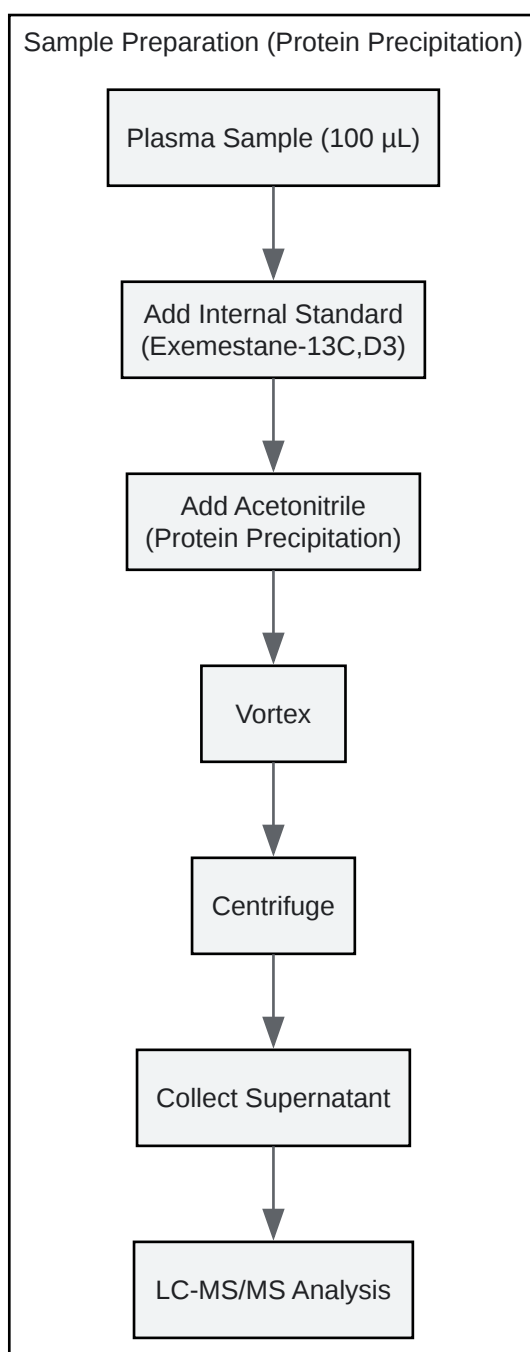 Sample Preparation (Protein Precipitation)
Plasma Sample (100 µL)
Add Internal Standard
(Exemestane-13C,D3)
Add Acetonitrile
(Protein Precipitation)
Vortex
Centrifuge
Collect Supernatant
LC-MS/MS Analysis